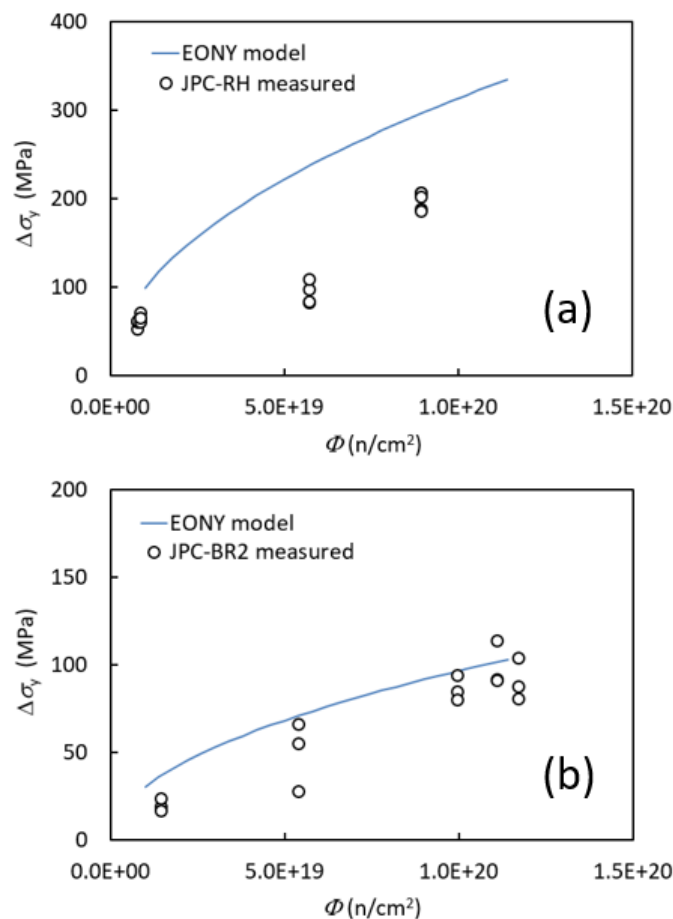 400
EONY model
JPC-RH measured
300
Δσy (MPa)
200
100
(a)
0
0.0E+00 5.0E+19 1.0E+20 1.5E+20
Φ (n/cm²)
200
EONY model
JPC-BR2 measured
150
Δσy (MPa)
100
50
(b)
0
0.0E+00 5.0E+19 1.0E+20 1.5E+20
Φ (n/cm²)